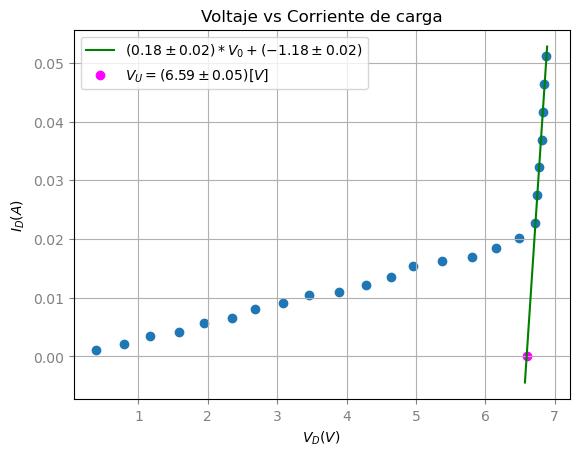 Voltaje vs Corriente de carga
(0.18 ± 0.02) * V₀ + (−1.18 ± 0.02)
V_U = (6.59 ± 0.05)[V]
0.05
0.04
0.03
0.02
0.01
0.00
I_D(A)
1 2 3 4 5 6 7
V_D(V)